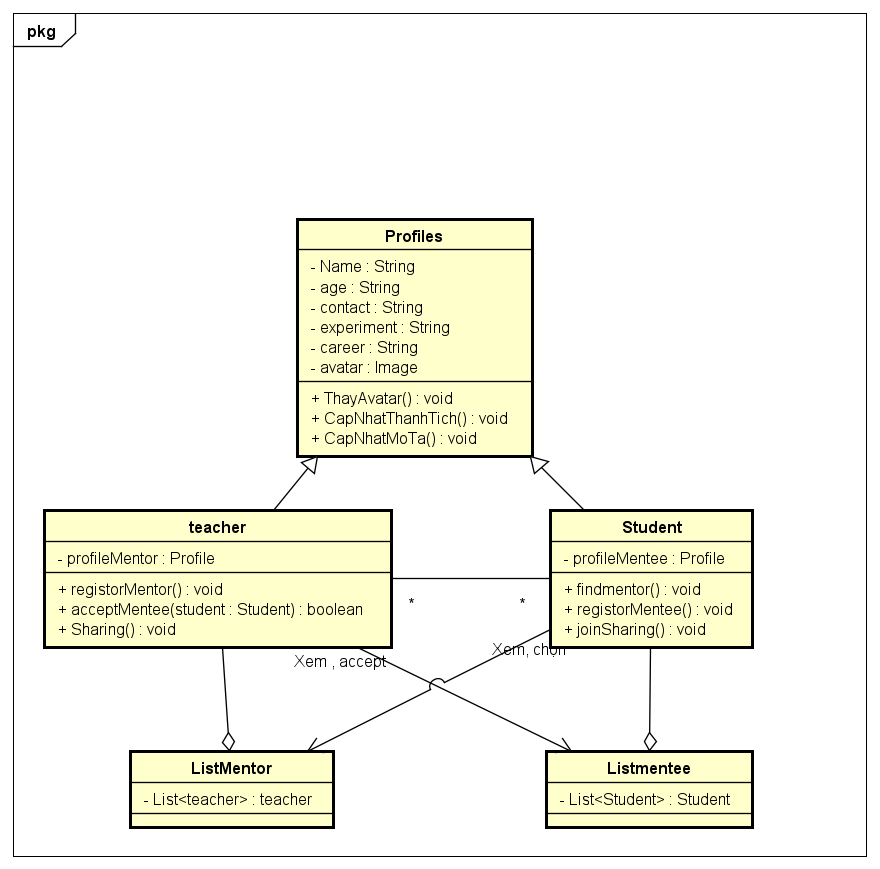 pkg
Profiles
- Name : String
- age : String
- contact : String
- experiment : String
- career : String
- avatar : Image
+ ThayAvatar() : void
+ CapNhatThanhTich() : void
+ CapNhatMoTa() : void
teacher
- profileMentor : Profile
+ registorMentor() : void
+ acceptMentee(student : Student) : boolean
+ Sharing() : void
Student
- profileMentee : Profile
+ findmentor() : void
+ registorMentee() : void
+ joinSharing() : void
*
*
Xem , accept
Xem, chọn
ListMentor
- List<teacher> : teacher
Listmentee
- List<Student> : Student